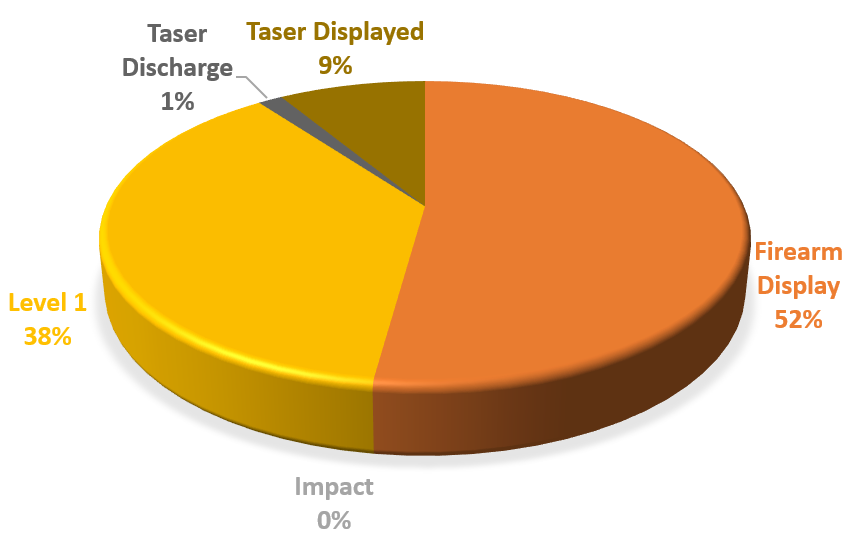 Taser
Discharge
1%
Taser Displayed
9%
Firearm
Display
52%
Level 1
38%
Impact
0%